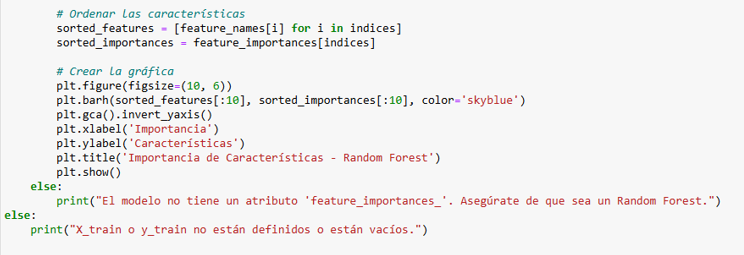 # Ordenar las características
sorted_features = [feature_names[i] for i in indices]
sorted_importances = feature_importances[indices]
# Crear la gráfica
plt.figure(figsize=(10, 6))
plt.barh(sorted_features[:10], sorted_importances[:10], color='skyblue')
plt.gca().invert_yaxis()
plt.xlabel('Importancia')
plt.ylabel('Características')
plt.title('Importancia de Características - Random Forest')
plt.show()
else:
print("El modelo no tiene un atributo 'feature_importances_'. Asegúrate de que sea un Random Forest.")
else:
print("X_train o y_train no están definidos o están vacíos.")